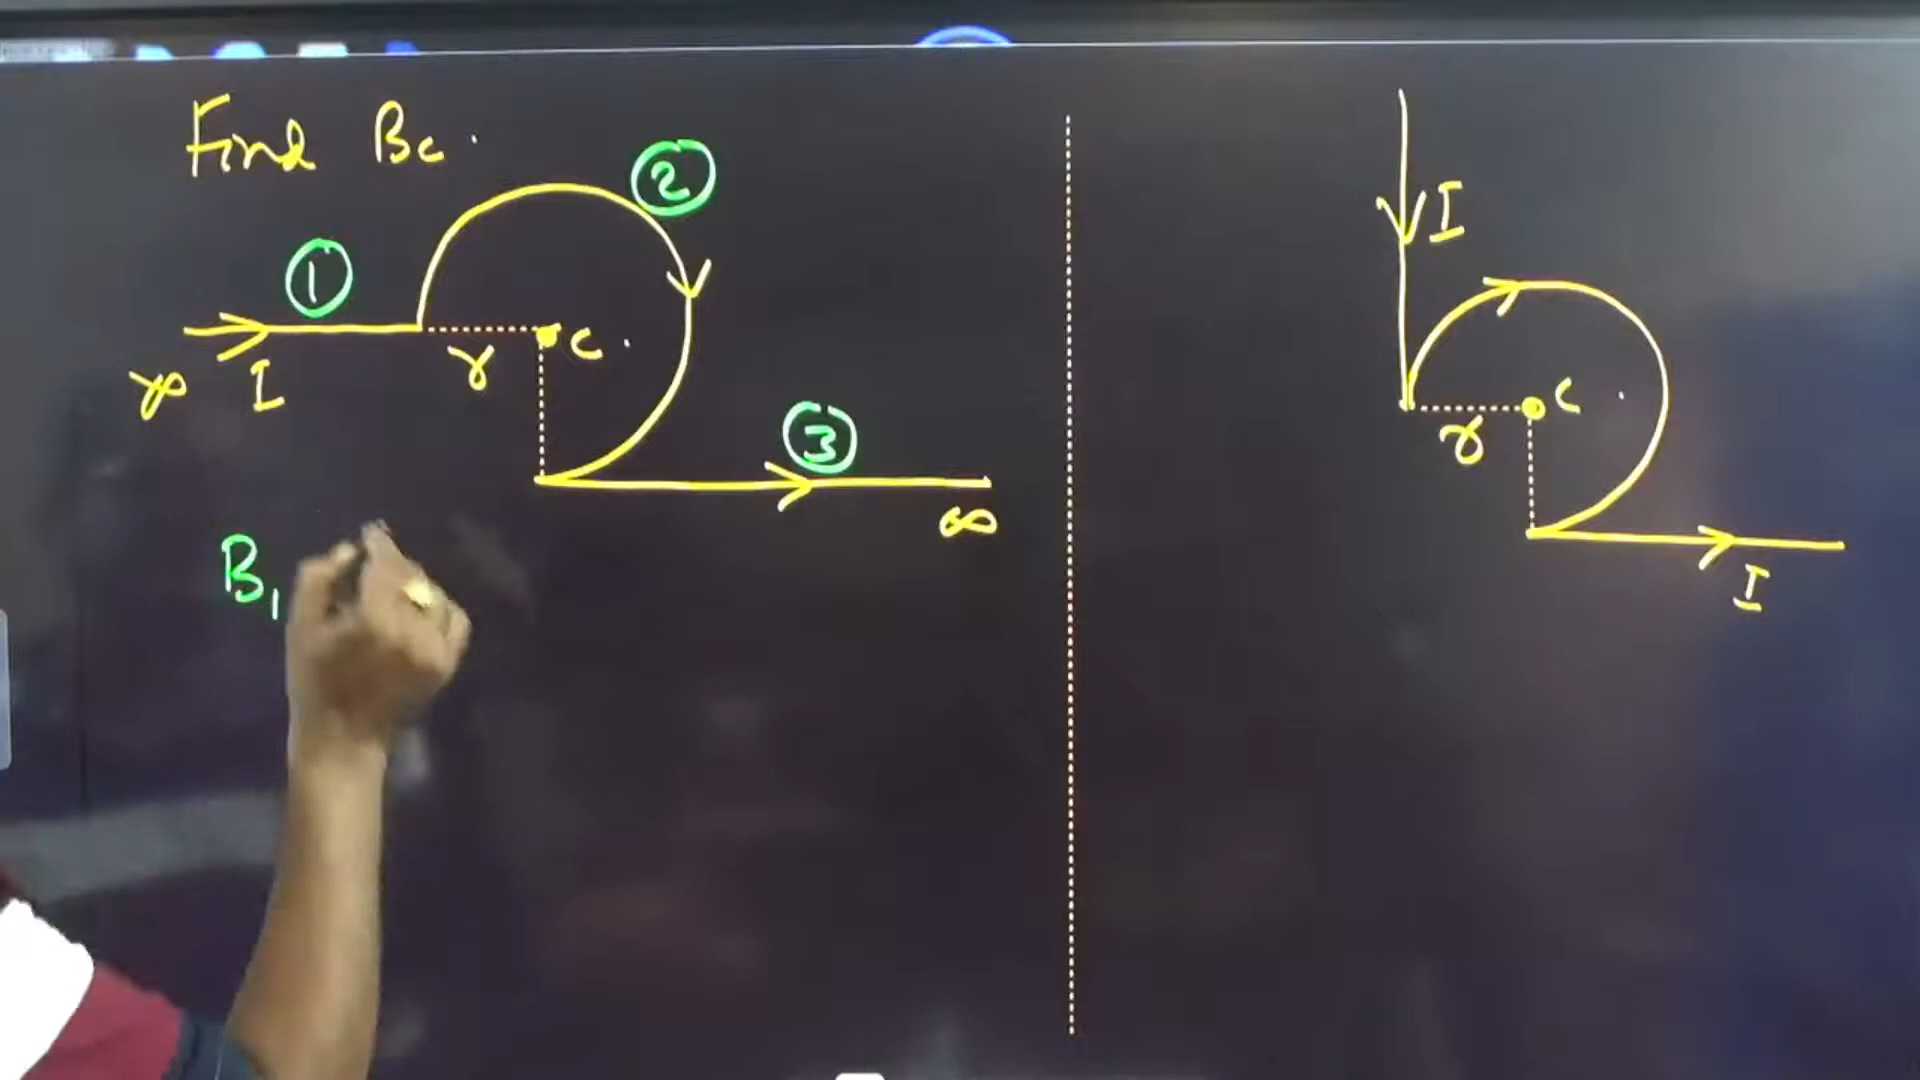 Find Bc.
②
①
I
∞ I
r
C.
C.
r
③
∞
I
B₁